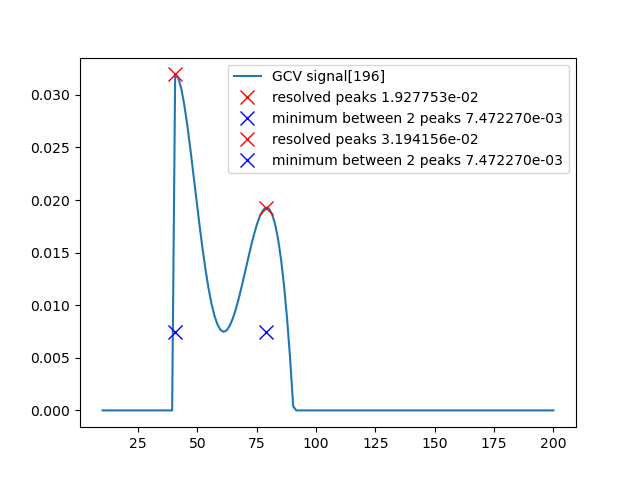 GCV signal[196]
resolved peaks 1.927753e-02
minimum between 2 peaks 7.472270e-03
resolved peaks 3.194156e-02
minimum between 2 peaks 7.472270e-03
0.030
0.025
0.020
0.015
0.010
0.005
0.000
25 50 75 100 125 150 175 200